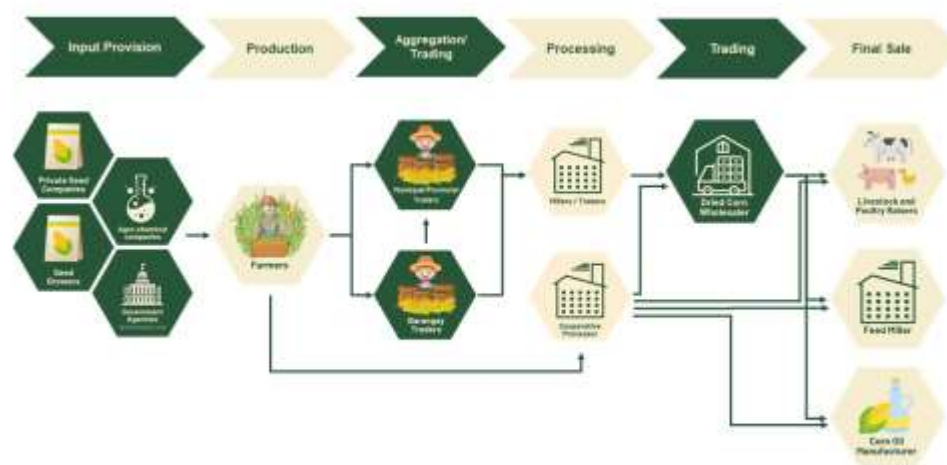 Input Provision
Production
Aggregation/
Trading
Processing
Trading
Final Sale
Private Seed
Companies
Agro-chemical
companies
Seed
Growers
Government
Agencies
Farmers
Municipal/Provincial
Traders
Barangay
Traders
Millers / Traders
Cooperative
Processor
Dried Corn
Wholesaler
Livestock and
Poultry Raisers
Feed Miller
Corn Oil
Manufacturer